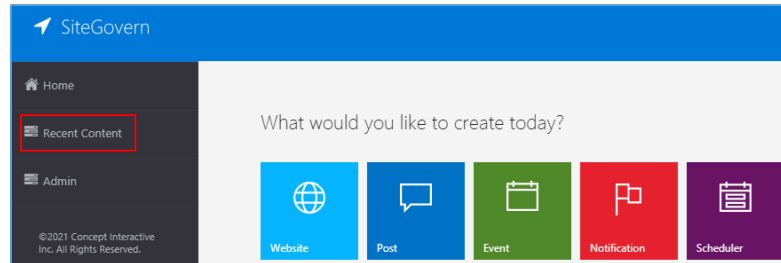 SiteGovern
Home
Recent Content
Admin
©2021 Concept Interactive
Inc. All Rights Reserved.
What would you like to create today?
Website
Post
Event
Notification
Scheduler